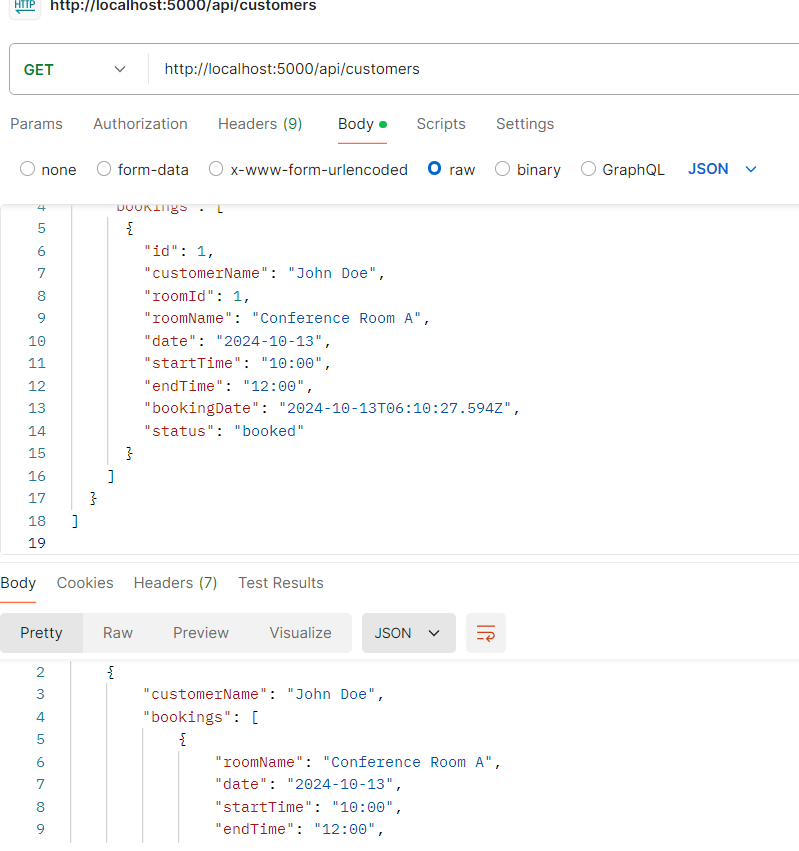 HTTP http://localhost:5000/api/customers
GET http://localhost:5000/api/customers
Params Authorization Headers (9) Body Scripts Settings
none form-data x-www-form-urlencoded raw binary GraphQL JSON
4 "bookings": [
5 {
6 "id": 1,
7 "customerName": "John Doe",
8 "roomId": 1,
9 "roomName": "Conference Room A",
10 "date": "2024-10-13",
11 "startTime": "10:00",
12 "endTime": "12:00",
13 "bookingDate": "2024-10-13T06:10:27.594Z",
14 "status": "booked"
15 }
16 ]
17 }
18 ]
19
Body Cookies Headers (7) Test Results
Pretty Raw Preview Visualize JSON
2 {
3 "customerName": "John Doe",
4 "bookings": [
5 {
6 "roomName": "Conference Room A",
7 "date": "2024-10-13",
8 "startTime": "10:00",
9 "endTime": "12:00",